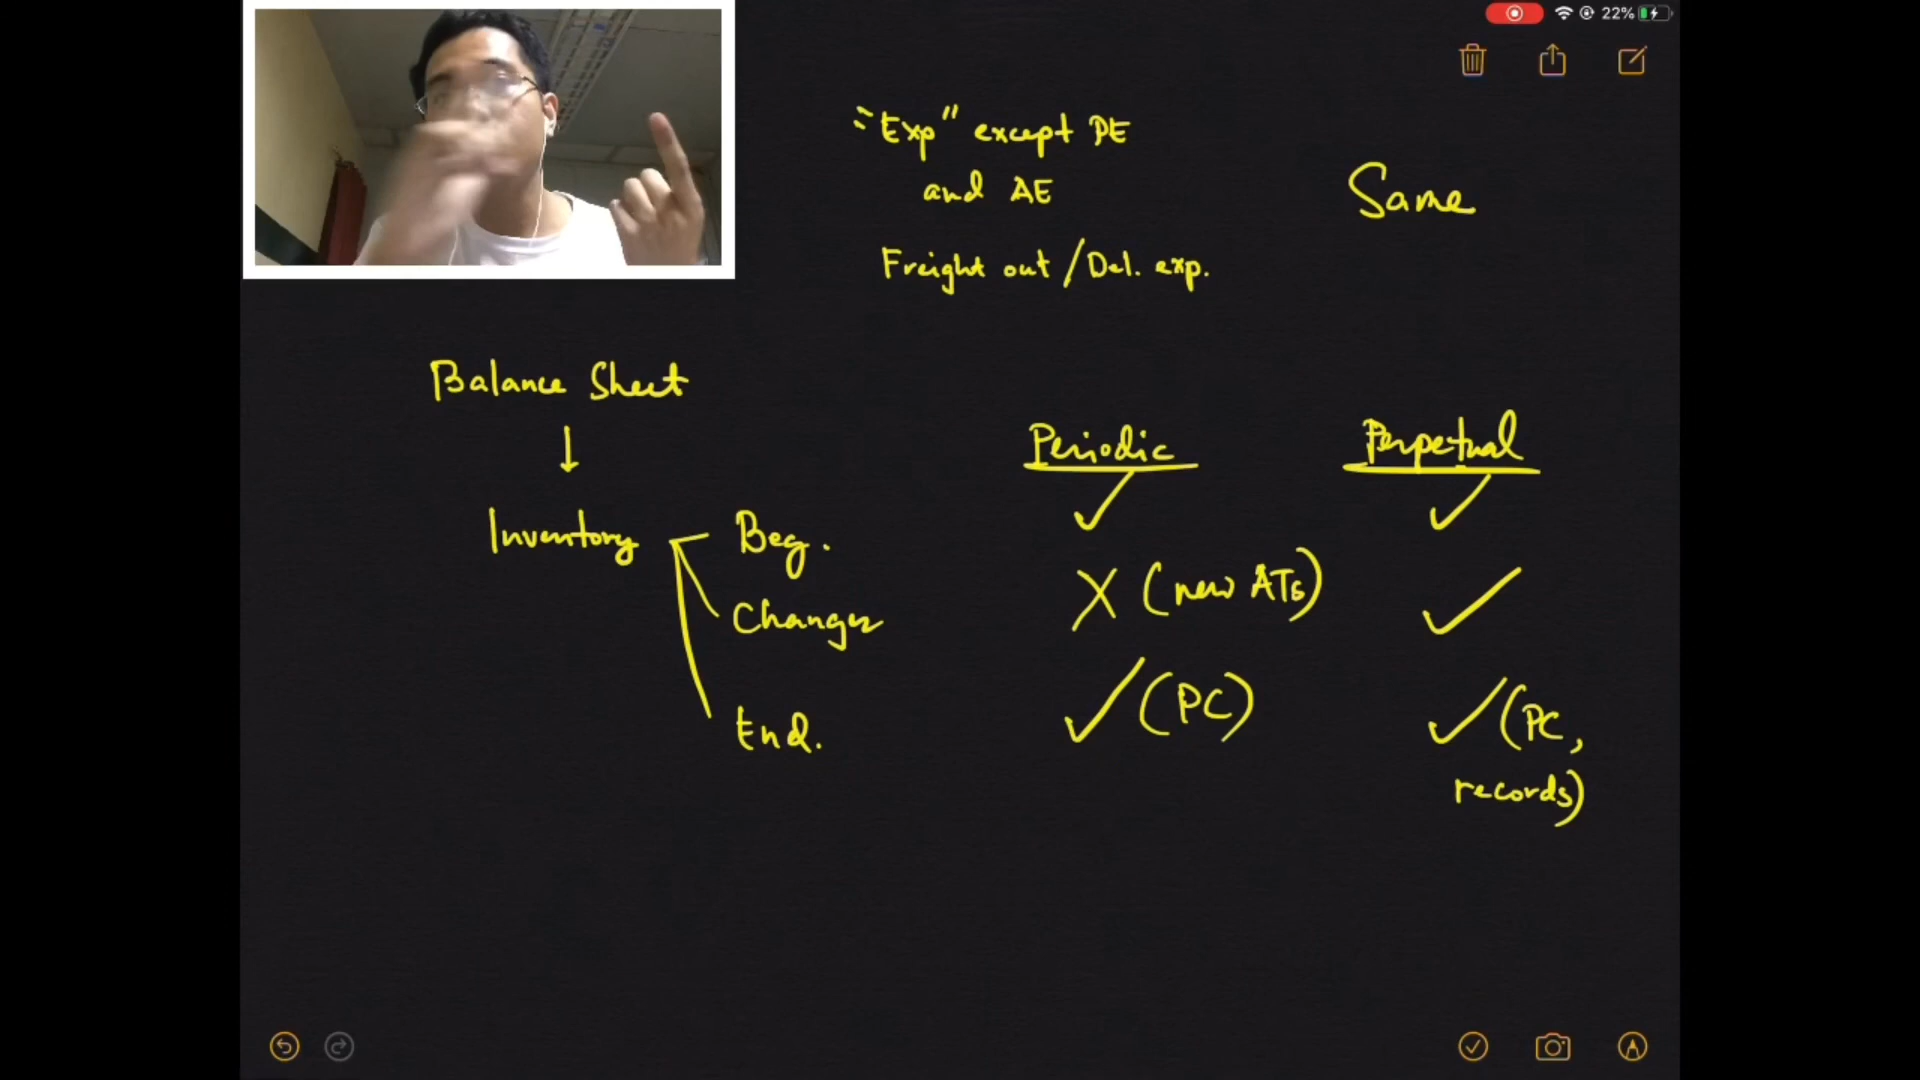 22%
"Exp" except PE
and AE
Same
Freight out / Del. exp.
Balance Sheet
↓
Periodic
Perpetual
Inventory
Beg.
✓
✓
Changes
X (new ATs)
✓
End.
✓ (PC)
✓ (PC,
records)